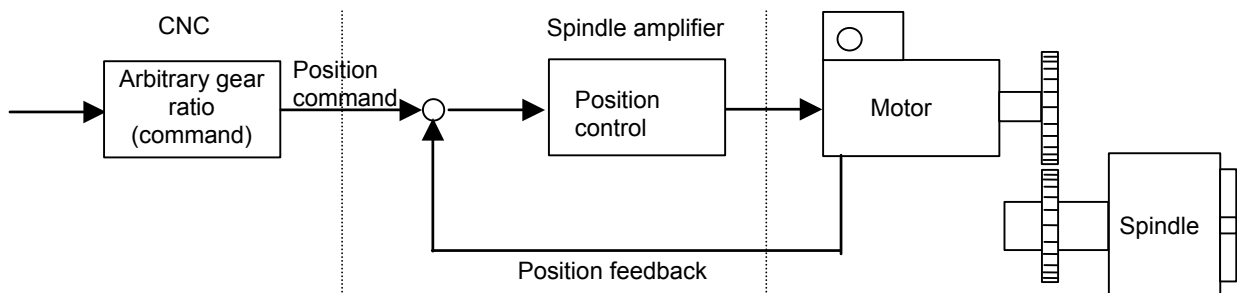 CNC
Spindle amplifier
Arbitrary gear
ratio
(command)
Position
command
Position
control
Motor
Spindle
Position feedback